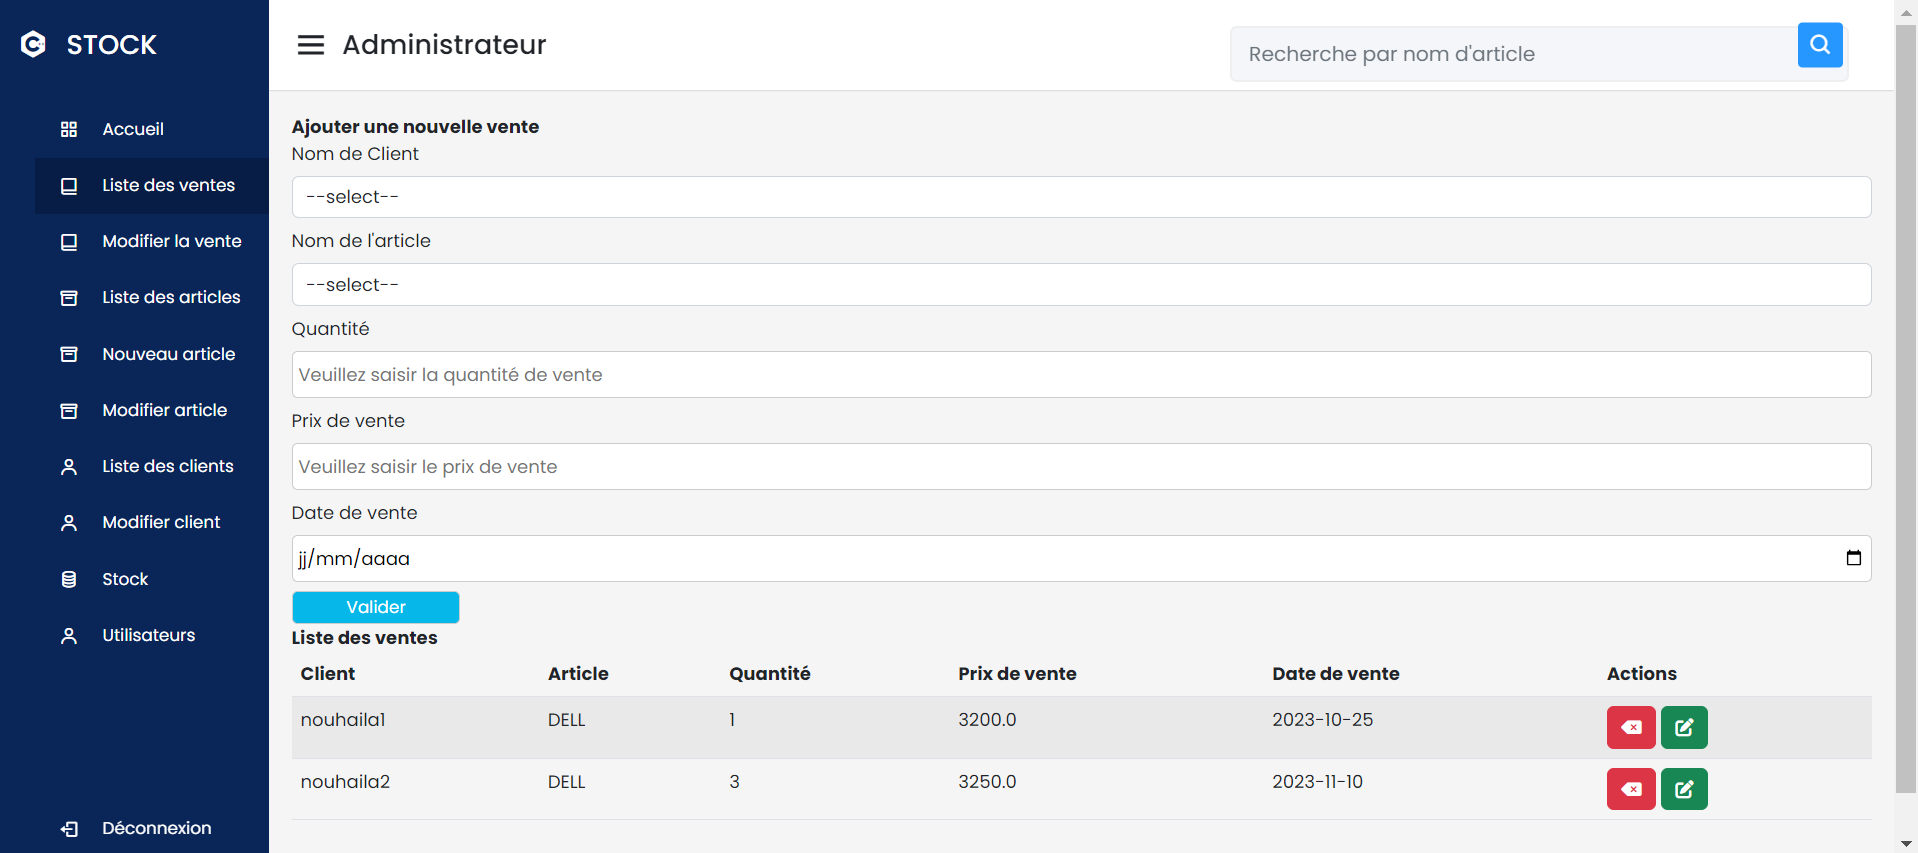 STOCK
Accueil
Liste des ventes
Modifier la vente
Liste des articles
Nouveau article
Modifier article
Liste des clients
Modifier client
Stock
Utilisateurs
Déconnexion
Administrateur
Recherche par nom d'article
Ajouter une nouvelle vente
Nom de Client
--select--
Nom de l'article
--select--
Quantité
Veuillez saisir la quantité de vente
Prix de vente
Veuillez saisir le prix de vente
Date de vente
jj/mm/aaaa
Valider
Liste des ventes
Client Article Quantité Prix de vente Date de vente Actions
nouhaila1 DELL 1 3200.0 2023-10-25
nouhaila2 DELL 3 3250.0 2023-11-10